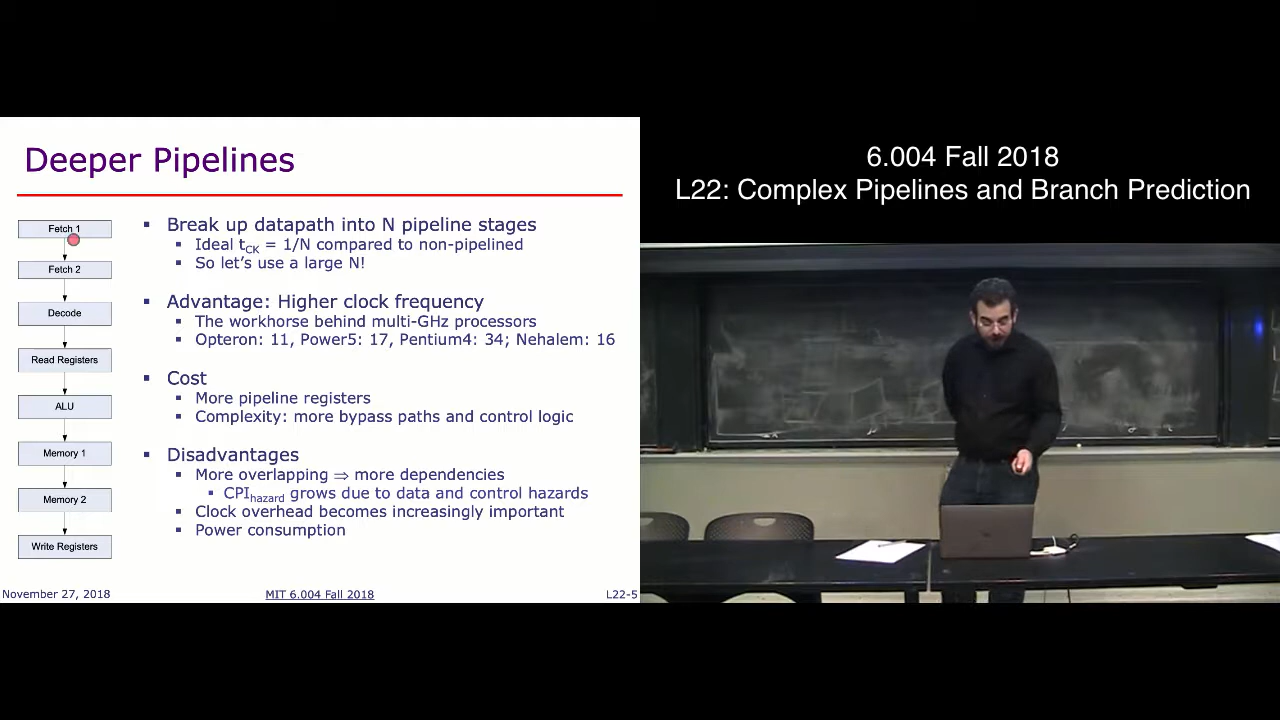 Deeper Pipelines
Fetch 1
Fetch 2
Decode
Read Registers
ALU
Memory 1
Memory 2
Write Registers
▪ Break up datapath into N pipeline stages
▪ Ideal tCK = 1/N compared to non-pipelined
▪ So let's use a large N!
▪ Advantage: Higher clock frequency
▪ The workhorse behind multi-GHz processors
▪ Opteron: 11, Power5: 17, Pentium4: 34; Nehalem: 16
▪ Cost
▪ More pipeline registers
▪ Complexity: more bypass paths and control logic
▪ Disadvantages
▪ More overlapping ⇒ more dependencies
▪ CPIhazard grows due to data and control hazards
▪ Clock overhead becomes increasingly important
▪ Power consumption
November 27, 2018
MIT 6.004 Fall 2018
L22-5
6.004 Fall 2018
L22: Complex Pipelines and Branch Prediction